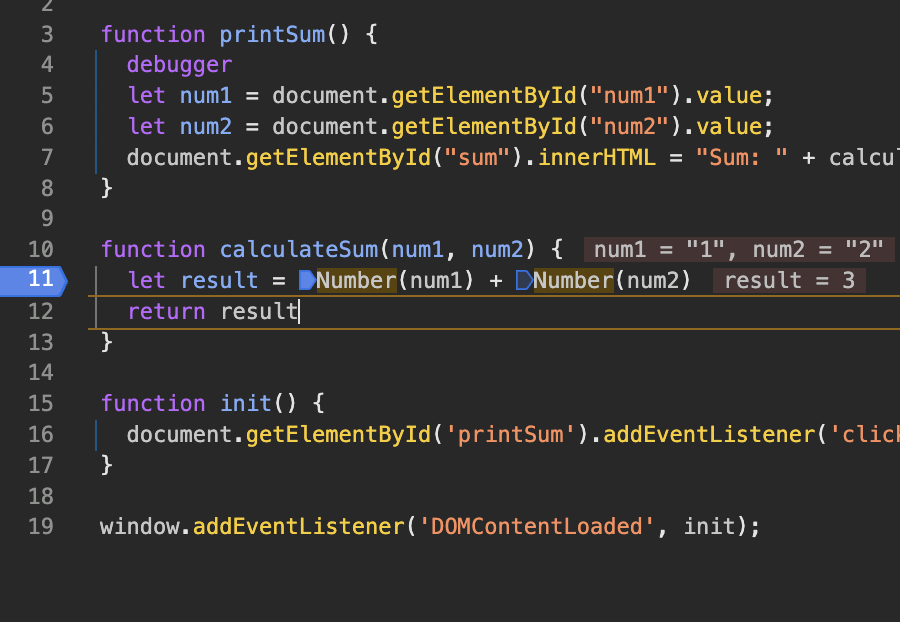 2
3 function printSum() {
4 debugger
5 let num1 = document.getElementById("num1").value;
6 let num2 = document.getElementById("num2").value;
7 document.getElementById("sum").innerHTML = "Sum: " + calcul
8 }
9
10 function calculateSum(num1, num2) { num1 = "1", num2 = "2"
11 let result = Number(num1) + Number(num2) result = 3
12 return result
13 }
14
15 function init() {
16 document.getElementById('printSum').addEventListener('click
17 }
18
19 window.addEventListener('DOMContentLoaded', init);